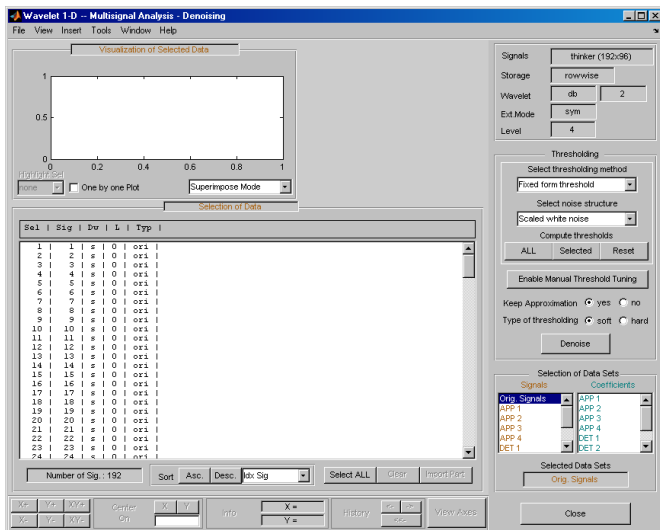 Wavelet 1-D -- Multisignal Analysis - Denoising
File View Insert Tools Window Help
Visualization of Selected Data
1
0.5
0
0 0.2 0.4 0.6 0.8 1
Highlight Sel
none
One by one Plot
Superimpose Mode
Selection of Data
Sel | Sig | Dw | L | Typ |
1 | 1 | s | 0 | ori |
2 | 2 | s | 0 | ori |
3 | 3 | s | 0 | ori |
4 | 4 | s | 0 | ori |
5 | 5 | s | 0 | ori |
6 | 6 | s | 0 | ori |
7 | 7 | s | 0 | ori |
8 | 8 | s | 0 | ori |
9 | 9 | s | 0 | ori |
10 | 10 | s | 0 | ori |
11 | 11 | s | 0 | ori |
12 | 12 | s | 0 | ori |
13 | 13 | s | 0 | ori |
14 | 14 | s | 0 | ori |
15 | 15 | s | 0 | ori |
16 | 16 | s | 0 | ori |
17 | 17 | s | 0 | ori |
18 | 18 | s | 0 | ori |
19 | 19 | s | 0 | ori |
20 | 20 | s | 0 | ori |
21 | 21 | s | 0 | ori |
22 | 22 | s | 0 | ori |
23 | 23 | s | 0 | ori |
24 | 24 | s | 0 | ori |
Number of Sig. : 192
Sort Asc. Desc. Idx Sig
Select ALL Clear Import Part
X+ Y+ XY+
X- Y- XY-
Center On X Y
Info X = Y =
History <- -> <<-
View Axes
Signals thinker (192x96)
Storage rowwise
Wavelet db 2
Ext.Mode sym
Level 4
Thresholding
Select thresholding method
Fixed form threshold
Select noise structure
Scaled white noise
Compute thresholds
ALL Selected Reset
Enable Manual Threshold Tuning
Keep Approximation yes no
Type of thresholding soft hard
Denoise
Selection of Data Sets
Signals Coefficients
Orig. Signals APP 1
APP 1 APP 2
APP 2 APP 3
APP 3 APP 4
APP 4 DET 1
DET 1 DET 2
Selected Data Sets
Orig. Signals
Close